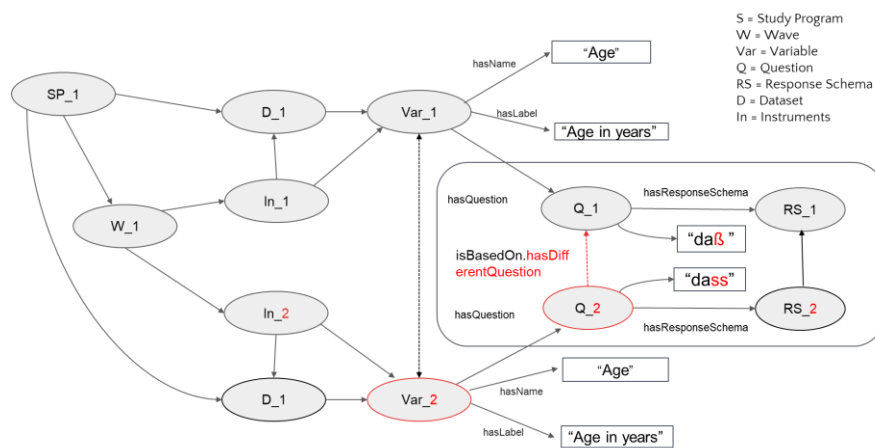 S = Study Program
W = Wave
Var = Variable
Q = Question
RS = Response Schema
D = Dataset
In = Instruments
hasName
“Age”
SP_1
D_1
Var_1
hasLabel
“Age in years”
In_1
W_1
hasQuestion
Q_1
hasResponseSchema
RS_1
“daß ”
isBasedOn.hasDiff
erentQuestion
“dass”
In_2
hasQuestion
Q_2
RS_2
hasResponseSchema
“Age”
hasName
D_1
Var_2
hasLabel
“Age in years”